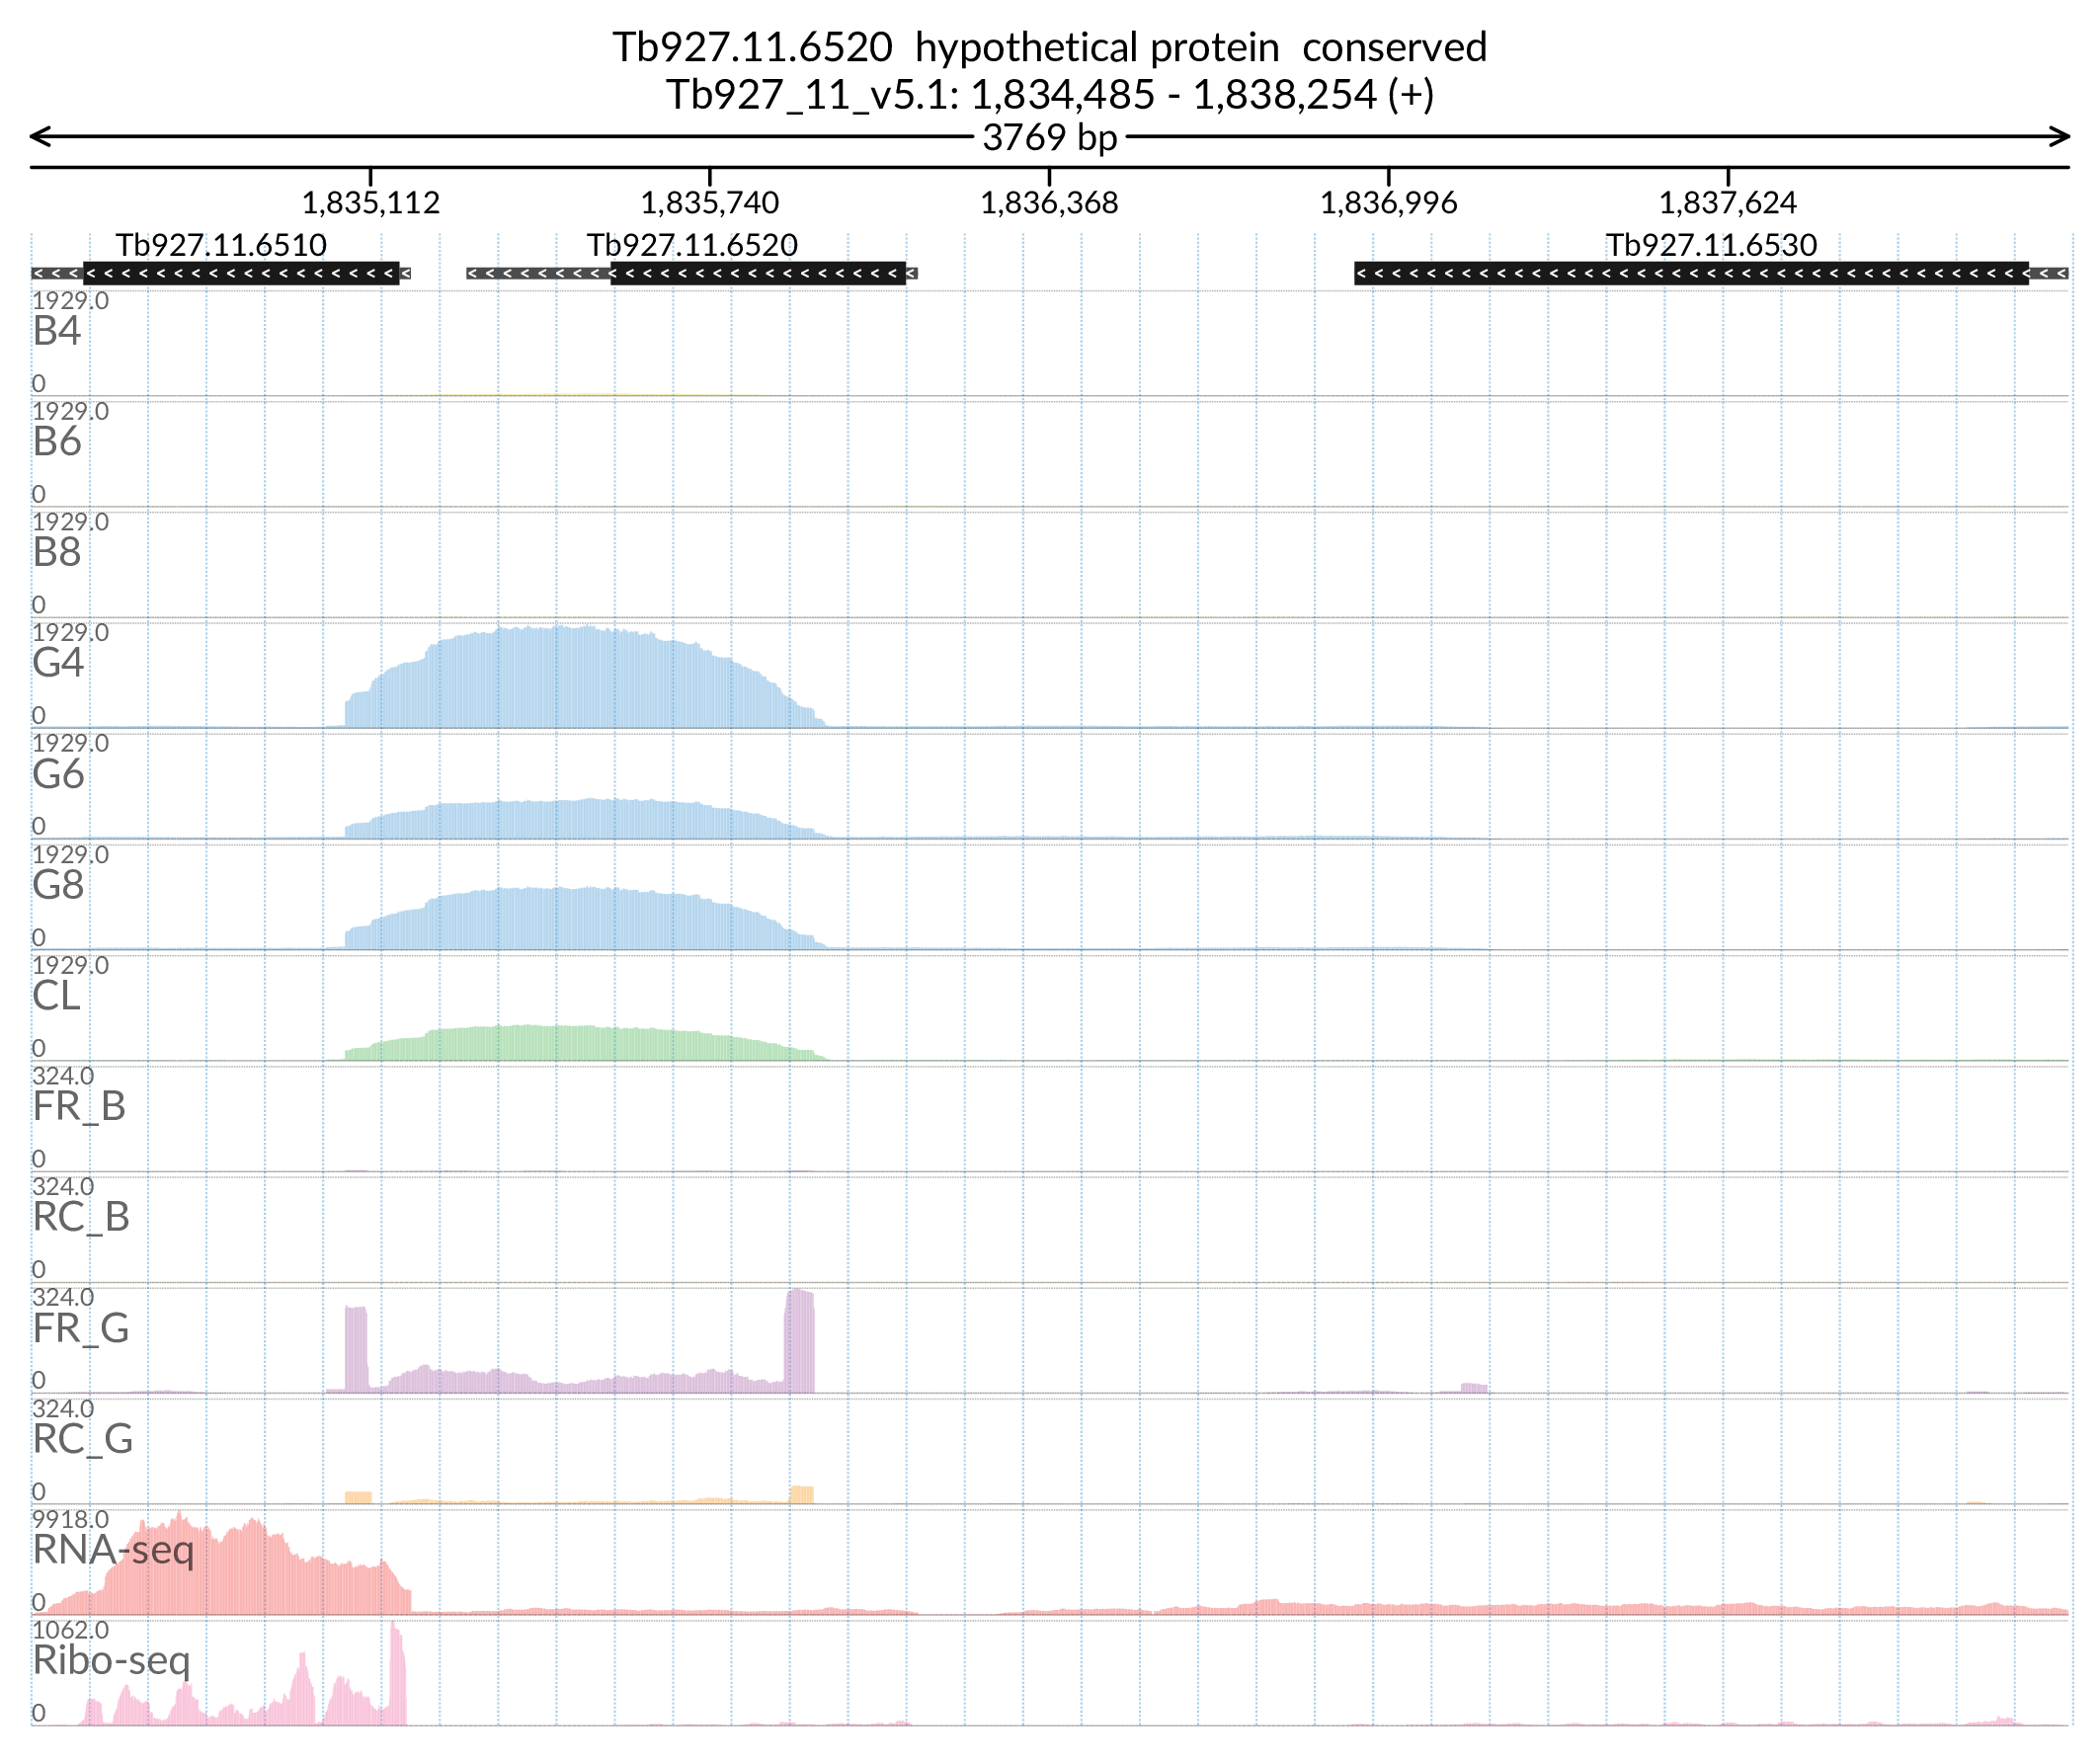 Tb927.11.6520  hypothetical protein  conserved
Tb927_11_v5.1: 1,834,485 - 1,838,254 (+)
3769 bp
1,835,112 1,835,740 1,836,368 1,836,996 1,837,624
Tb927.11.6510 Tb927.11.6520 Tb927.11.6530
1929.0
B4
0
1929.0
B6
0
1929.0
B8
0
1929.0
G4
0
1929.0
G6
0
1929.0
G8
0
1929.0
CL
0
324.0
FR_B
0
324.0
RC_B
0
324.0
FR_G
0
324.0
RC_G
0
9918.0
RNA-seq
0
1062.0
Ribo-seq
0